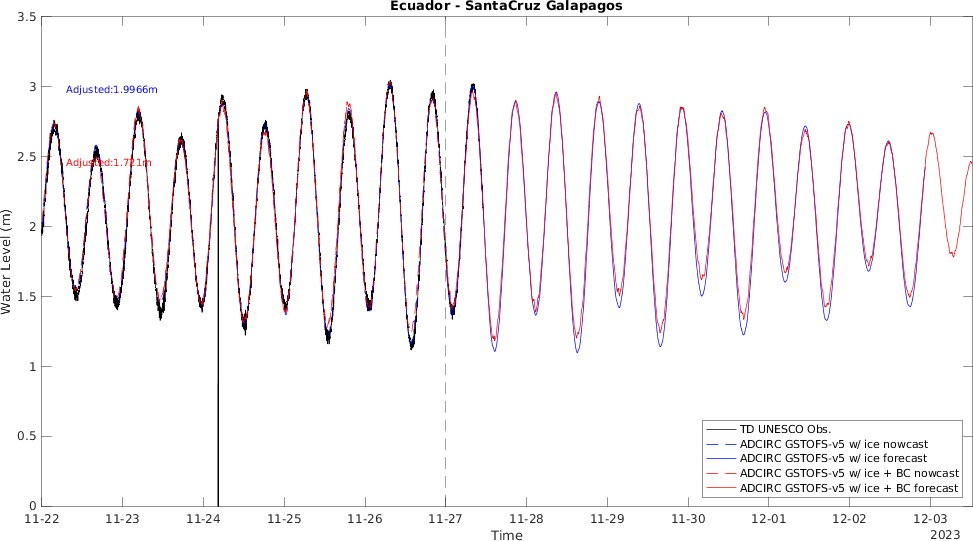 Ecuador - SantaCruz Galapagos
3.5
3
2.5
2
1.5
1
0.5
0
Water Level (m)
Adjusted:1.9966m
Adjusted:1.721m
TD UNESCO Obs.
ADCIRC GSTOFS-v5 w/ ice nowcast
ADCIRC GSTOFS-v5 w/ ice forecast
ADCIRC GSTOFS-v5 w/ ice + BC nowcast
ADCIRC GSTOFS-v5 w/ ice + BC forecast
11-22 11-23 11-24 11-25 11-26 11-27 11-28 11-29 11-30 12-01 12-02 12-03
Time
2023